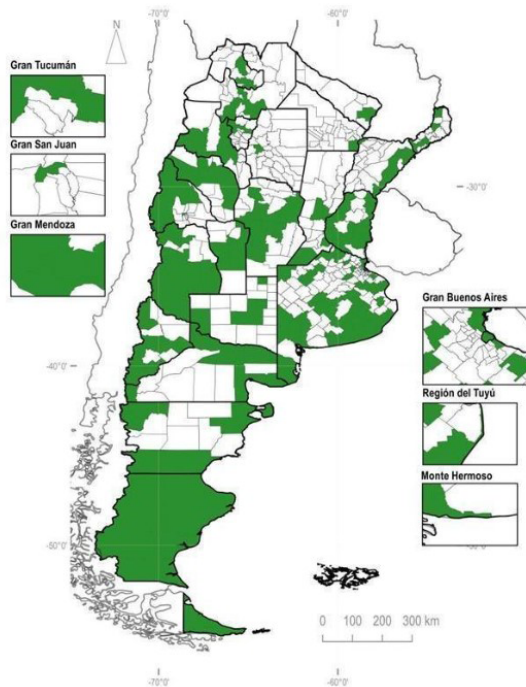 -70°0'
-60°0'
N
Gran Tucumán
Gran San Juan
Gran Mendoza
-30°0'
Gran Buenos Aires
-40°0'
Región del Tuyú
Monte Hermoso
-50°0'
0 100 200 300 km
-70°0'
-60°0'